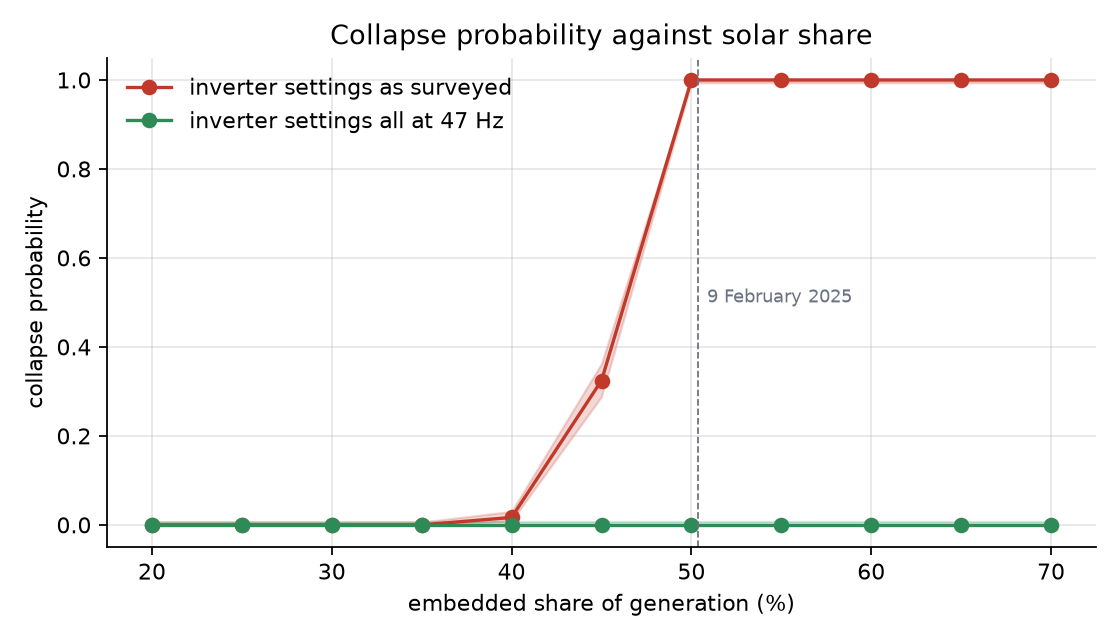 Collapse probability against solar share
inverter settings as surveyed
inverter settings all at 47 Hz
collapse probability
1.0
0.8
0.6
0.4
0.2
0.0
9 February 2025
20 30 40 50 60 70
embedded share of generation (%)